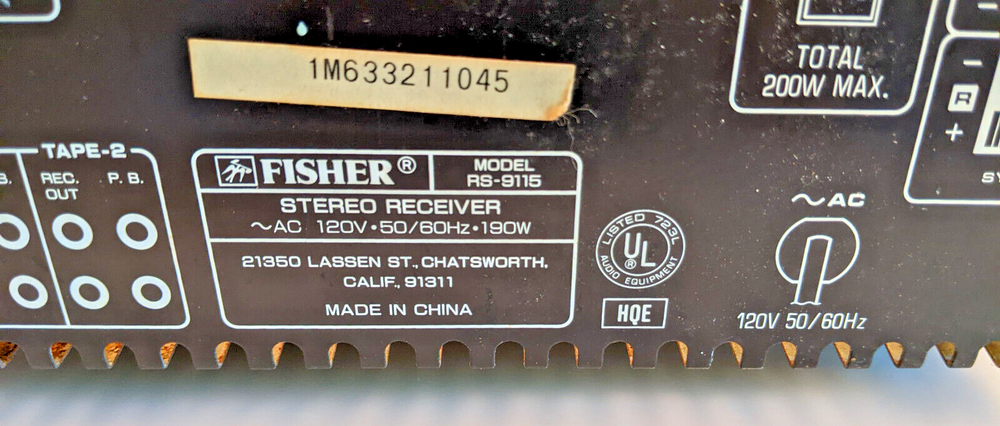 1M633211045
TOTAL
200W MAX.
TAPE-2
REC. OUT
P. B.
FISHER®
MODEL
RS-9115
STEREO RECEIVER
~AC 120V•50/60Hz•190W
21350 LASSEN ST., CHATSWORTH,
CALIF., 91311
MADE IN CHINA
LISTED 723L
UL®
AUDIO EQUIPMENT
HQE
~AC
120V 50/60Hz
-
R
+